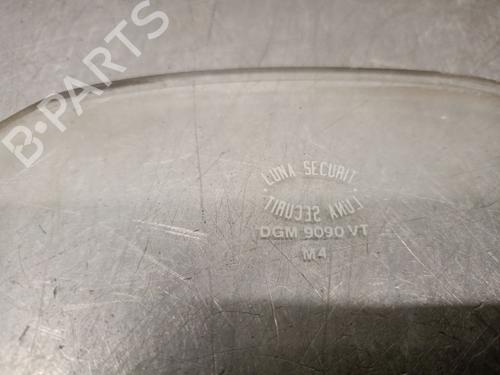 B-PARTS
LUNA SECURIT
LUNA SECURIT
DGM 9090 VT
M4